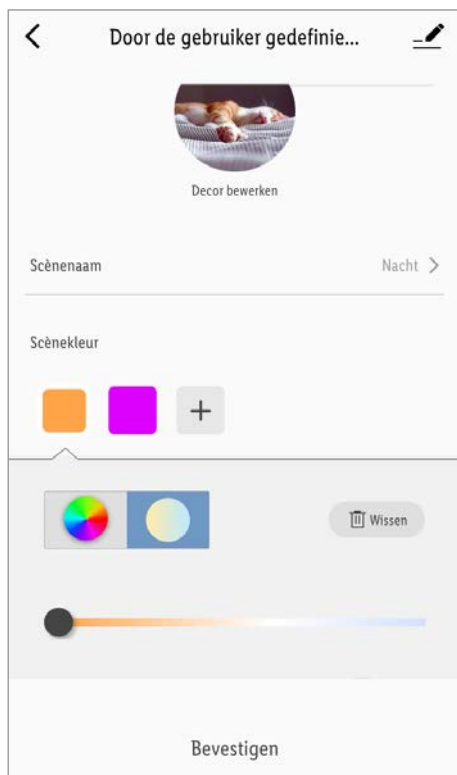 Door de gebruiker gedefinie...
Decor bewerken
Scènenaam
Nacht
Scènekleur
Wissen
Bevestigen